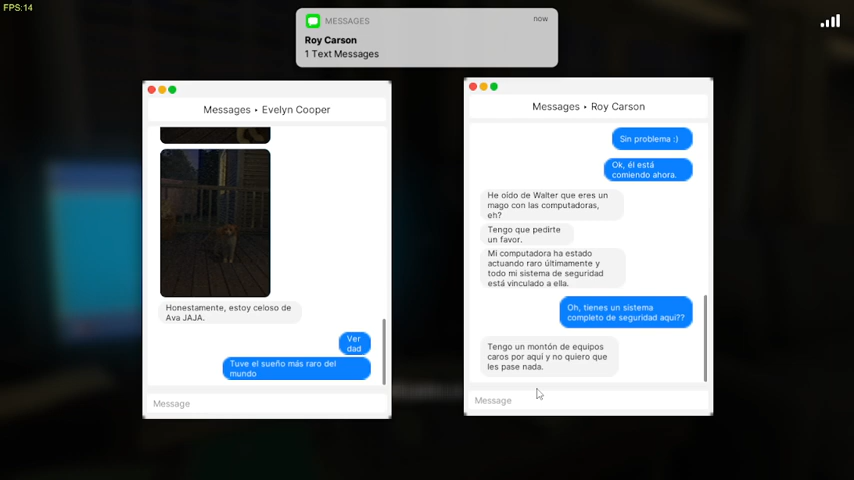 FPS:14
MESSAGES
now
Roy Carson
1 Text Messages
Messages ▸ Evelyn Cooper
Honestamente, estoy celoso de
Ava JAJA.
Ver
dad
Tuve el sueño más raro del
mundo
Message
Messages ▸ Roy Carson
Sin problema :)
Ok, él está
comiendo ahora.
He oído de Walter que eres un
mago con las computadoras,
eh?
Tengo que pedirte
un favor.
Mi computadora ha estado
actuando raro últimamente y
todo mi sistema de seguridad
está vinculado a ella.
Oh, tienes un sistema
completo de seguridad aquí??
Tengo un montón de equipos
caros por aquí y no quiero que
les pase nada.
Message